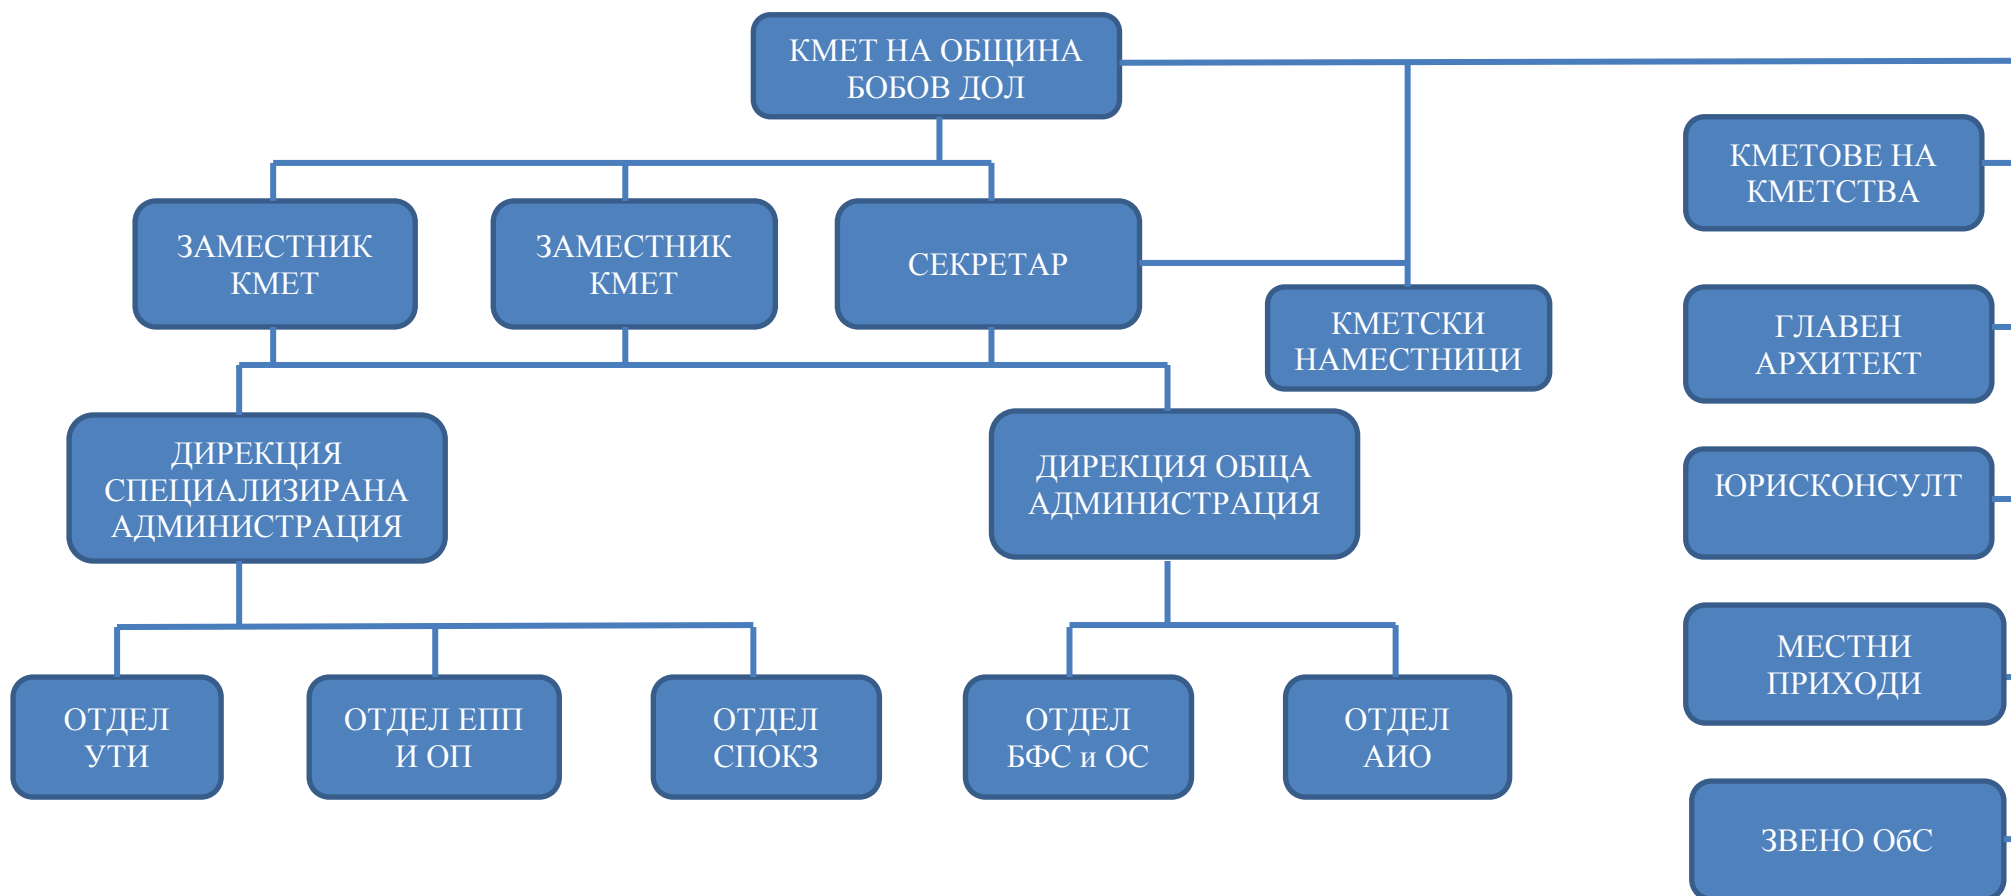 КМЕТ НА ОБЩИНА
БОБОВ ДОЛ
КМЕТОВЕ НА
КМЕТСТВА
ЗАМЕСТНИК
КМЕТ
ЗАМЕСТНИК
КМЕТ
СЕКРЕТАР
КМЕТСКИ
НАМЕСТНИЦИ
ГЛАВЕН
АРХИТЕКТ
ДИРЕКЦИЯ
СПЕЦИАЛИЗИРАНА
АДМИНИСТРАЦИЯ
ДИРЕКЦИЯ ОБЩА
АДМИНИСТРАЦИЯ
ЮРИСКОНСУЛТ
МЕСТНИ
ПРИХОДИ
ОТДЕЛ
УТИ
ОТДЕЛ ЕПП
И ОП
ОТДЕЛ
СПОКЗ
ОТДЕЛ
БФС и ОС
ОТДЕЛ
АИО
ЗВЕНО ОбС